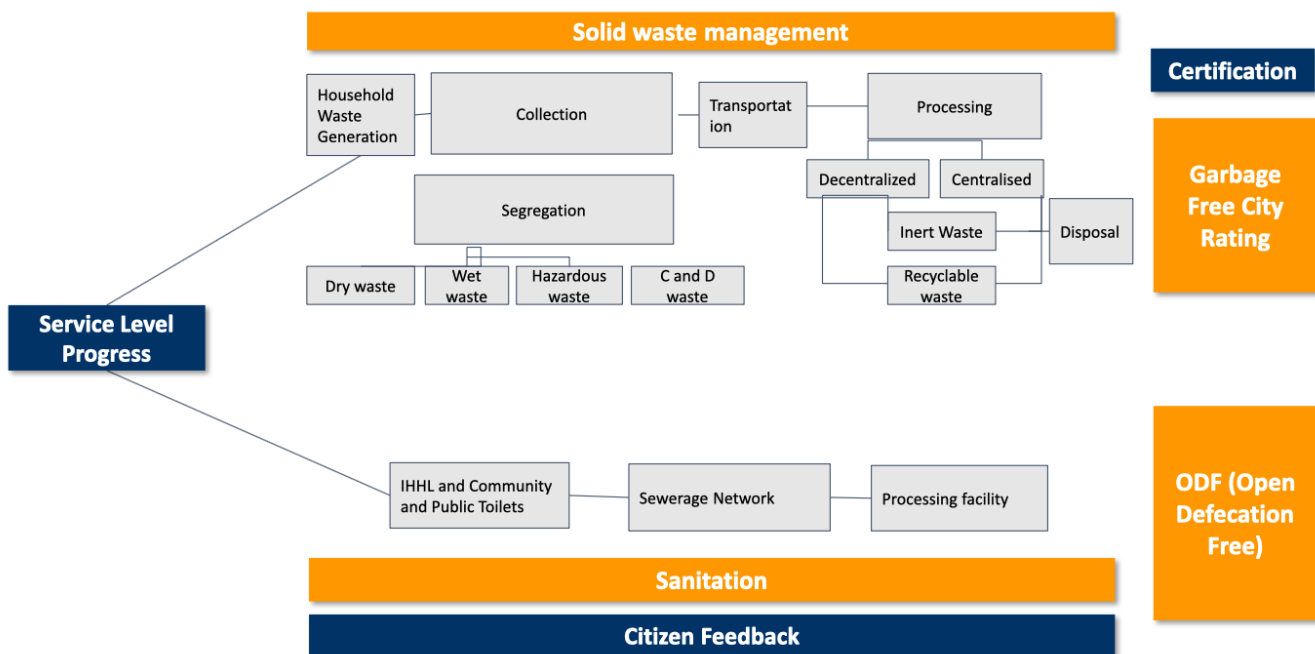 Solid waste management
Certification
Household
Waste
Generation
Collection
Transportat
ion
Processing
Decentralized
Centralised
Segregation
Inert Waste
Disposal
Dry waste
Wet
waste
Hazardous
waste
C and D
waste
Recyclable
waste
Garbage
Free City
Rating
Service Level
Progress
IHHL and Community
and Public Toilets
Sewerage Network
Processing facility
ODF (Open
Defecation
Free)
Sanitation
Citizen Feedback